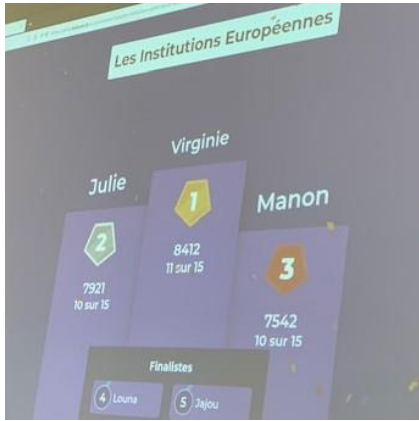 Les Institutions Européennes
Virginie
Julie
Manon
1
2
3
8412
11 sur 15
7921
10 sur 15
7542
10 sur 15
Finalistes
4 Louna
5 Jajou